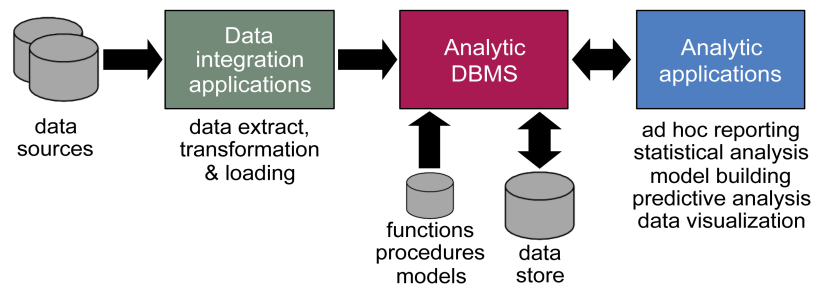 Data
integration
applications
Analytic
DBMS
Analytic
applications
data
sources
data extract,
transformation
& loading
ad hoc reporting
statistical analysis
model building
predictive analysis
data visualization
functions
procedures
models
data
store